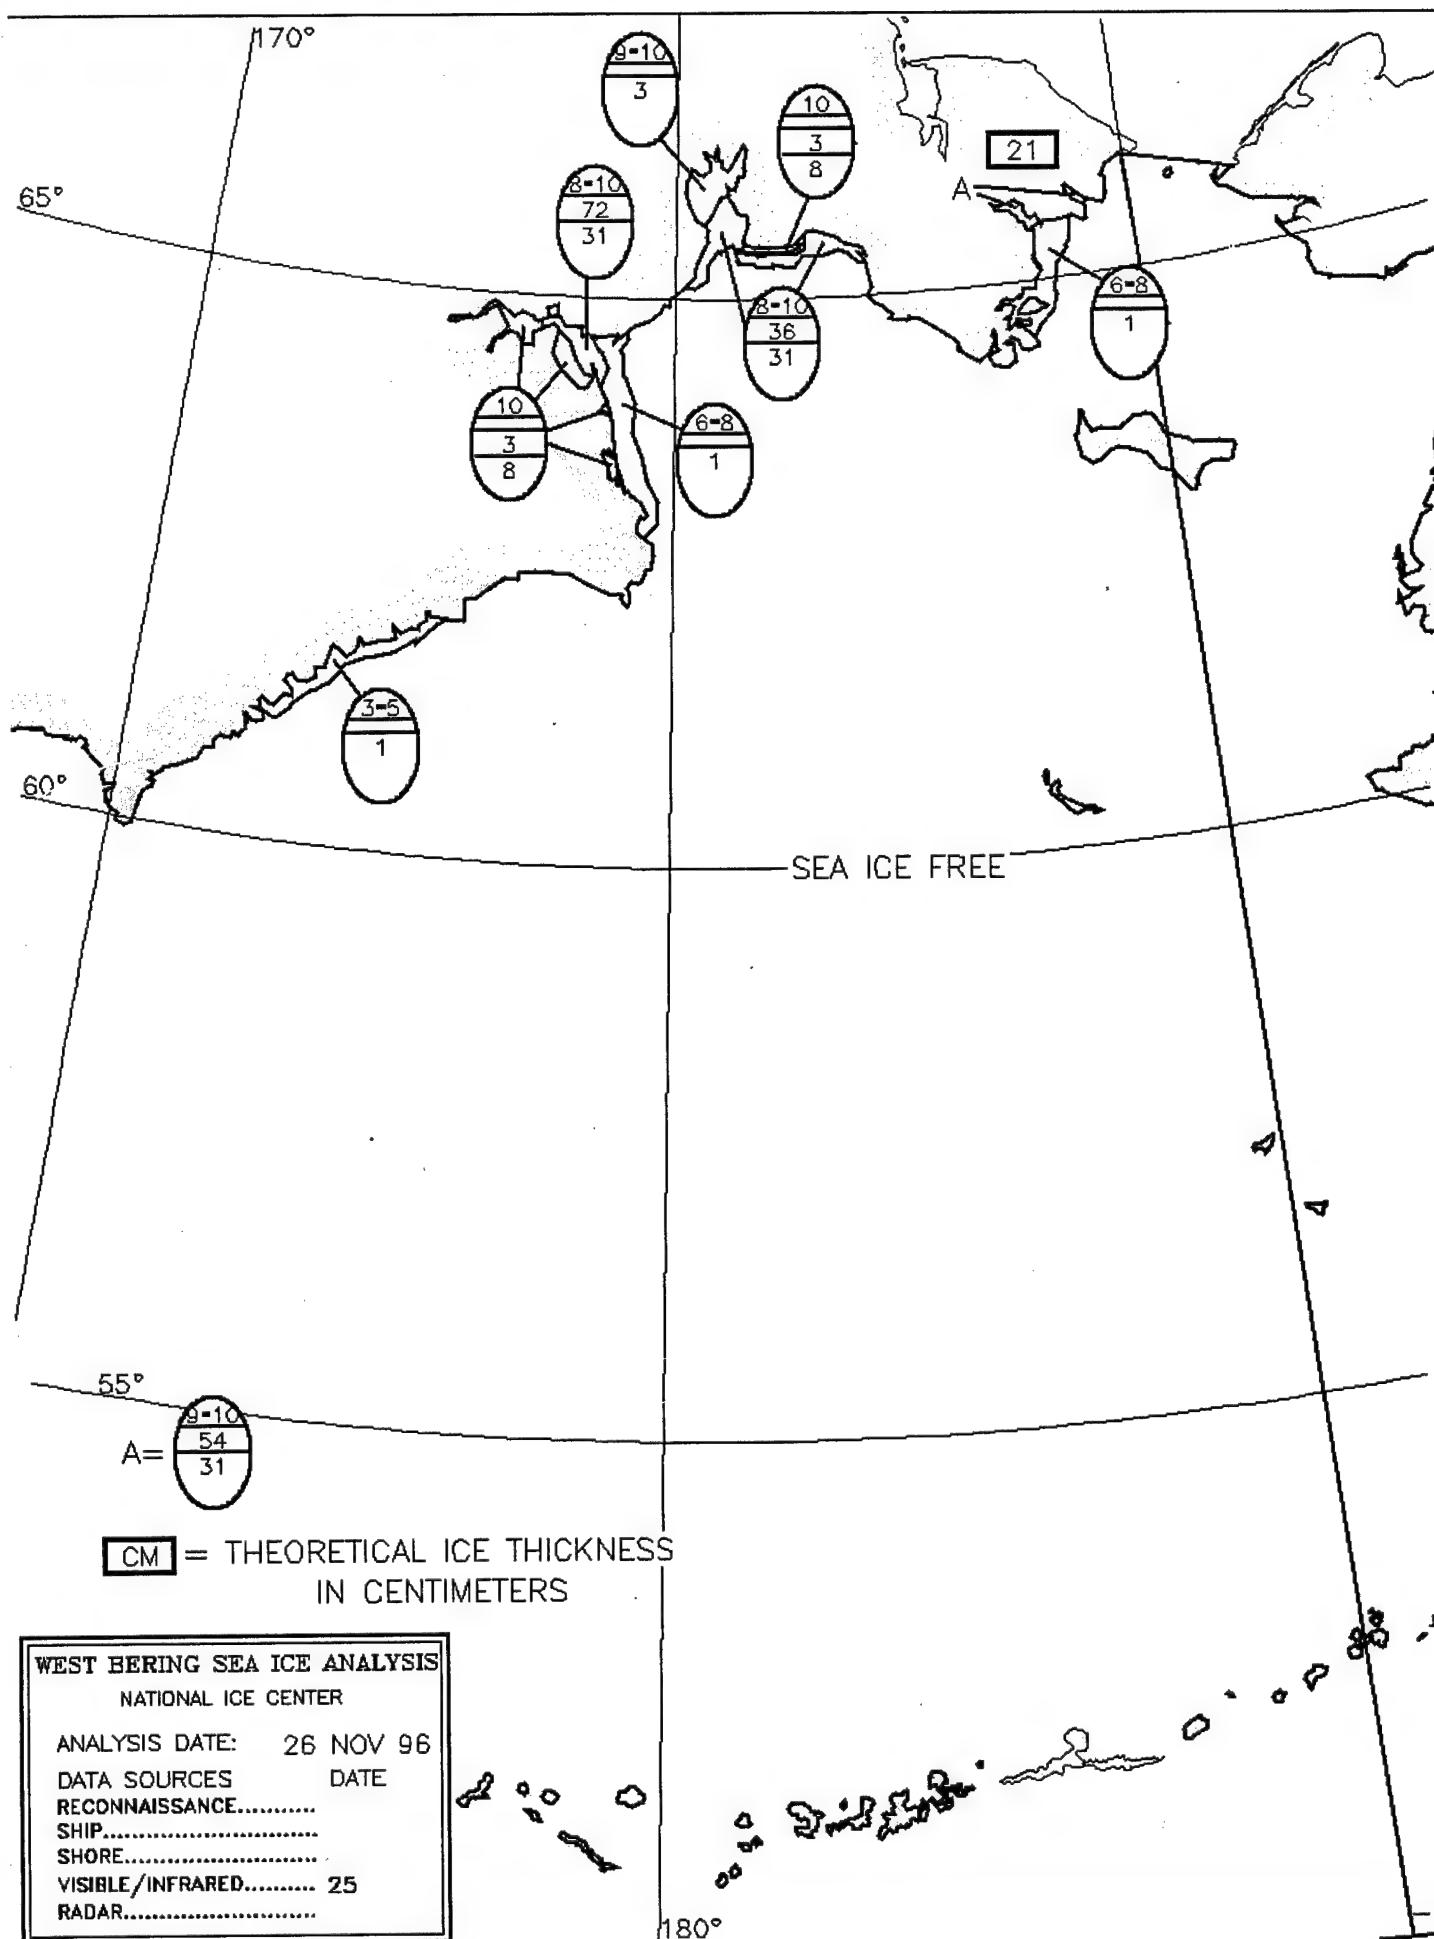 170°
9-10
3
10
3
8
21
A
65°
8-10
72
31
6-8
1
8-10
36
31
10
3
8
6-8
1
3-5
1
60°
SEA ICE FREE
55°
A=
9-10
54
31
CM = THEORETICAL ICE THICKNESS
IN CENTIMETERS
WEST BERING SEA ICE ANALYSIS
NATIONAL ICE CENTER
ANALYSIS DATE: 26 NOV 96
DATA SOURCES DATE
RECONNAISSANCE...........
SHIP..............................
SHORE...........................
VISIBLE/INFRARED.......... 25
RADAR...........................
180°